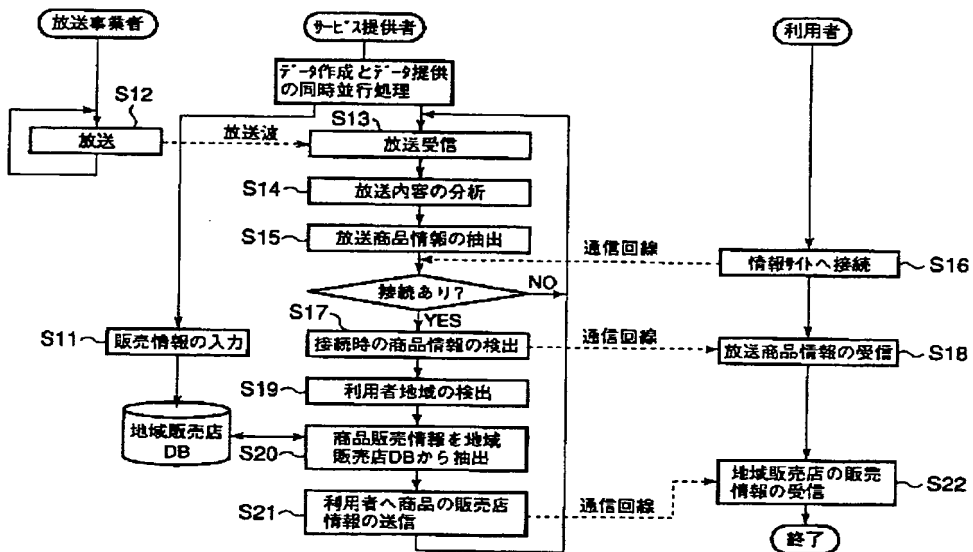 放送事業者
サービス提供者
利用者
データ作成とデータ提供
の同時並行処理
S12
放送
放送波
S13
放送受信
S14
放送内容の分析
S15
放送商品情報の抽出
通信回線
情報サイトへ接続
S16
接続あり?
NO
YES
S11
販売情報の入力
S17
接続時の商品情報の検出
通信回線
放送商品情報の受信
S18
S19
利用者地域の検出
地域販売店
DB
S20
商品販売情報を地域
販売店DBから抽出
S21
利用者へ商品の販売店
情報の送信
通信回線
地域販売店の販売
情報の受信
S22
終了